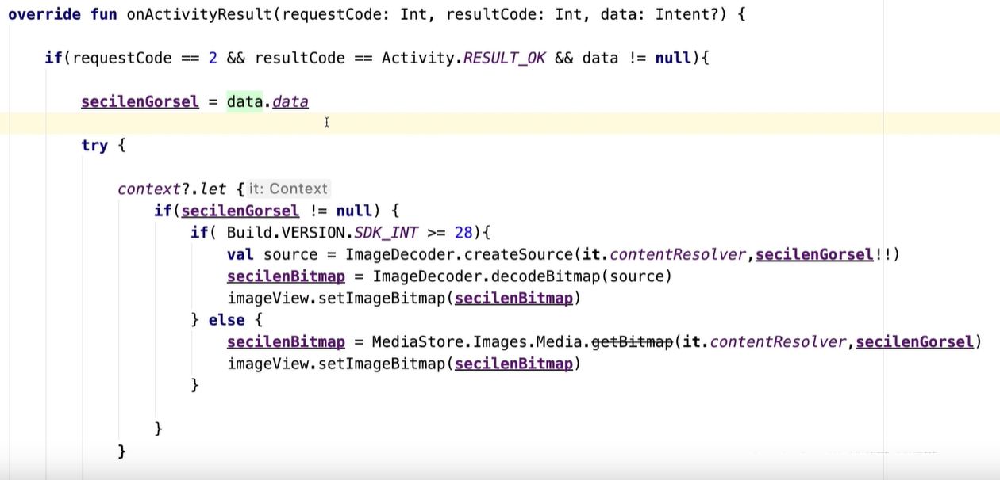 override fun onActivityResult(requestCode: Int, resultCode: Int, data: Intent?) {
if(requestCode == 2 && resultCode == Activity.RESULT_OK && data != null){
secilenGorsel = data.data
try {
context?.let { it: Context
if(secilenGorsel != null) {
if( Build.VERSION.SDK_INT >= 28){
val source = ImageDecoder.createSource(it.contentResolver,secilenGorsel!!)
secilenBitmap = ImageDecoder.decodeBitmap(source)
imageView.setImageBitmap(secilenBitmap)
} else {
secilenBitmap = MediaStore.Images.Media.getBitmap(it.contentResolver,secilenGorsel)
imageView.setImageBitmap(secilenBitmap)
}
}
}